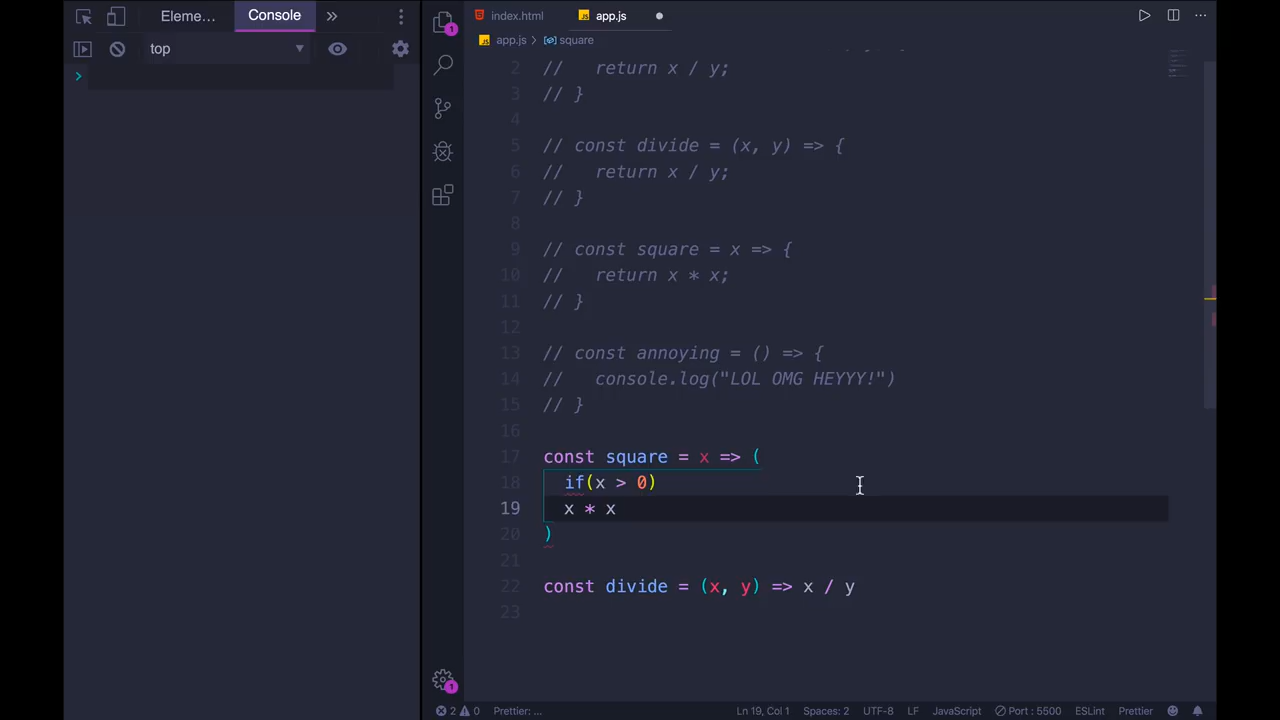 Eleme… Console »
top
>
index.html app.js
app.js > square
2 // return x / y;
3 // }
4
5 // const divide = (x, y) => {
6 // return x / y;
7 // }
8
9 // const square = x => {
10 // return x * x;
11 // }
12
13 // const annoying = () => {
14 // console.log("LOL OMG HEYYY!")
15 // }
16
17 const square = x => (
18 if(x > 0)
19 x * x
20 )
21
22 const divide = (x, y) => x / y
23
2 0 Prettier: ... Ln 19, Col 1 Spaces: 2 UTF-8 LF JavaScript Port : 5500 ESLint Prettier
1
1